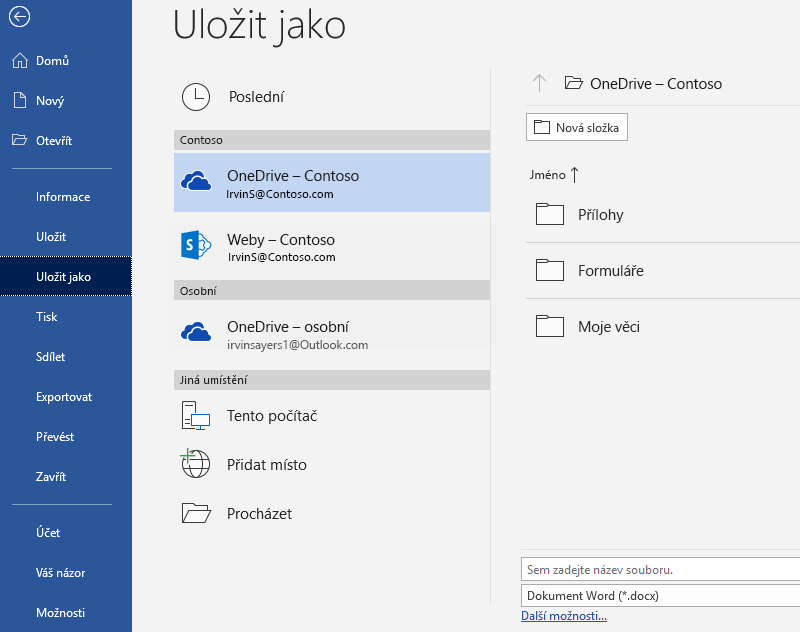 Domů
Nový
Otevřít
Informace
Uložit
Uložit jako
Tisk
Sdílet
Exportovat
Převést
Zavřít
Účet
Váš názor
Možnosti
Uložit jako
Poslední
Contoso
OneDrive – Contoso
IrvinS@Contoso.com
Weby – Contoso
IrvinS@Contoso.com
Osobní
OneDrive – osobní
irvinsayers1@Outlook.com
Jiná umístění
Tento počítač
Přidat místo
Procházet
OneDrive – Contoso
Nová složka
Jméno ↑
Přílohy
Formuláře
Moje věci
Sem zadejte název souboru.
Dokument Word (*.docx)
Další možnosti...